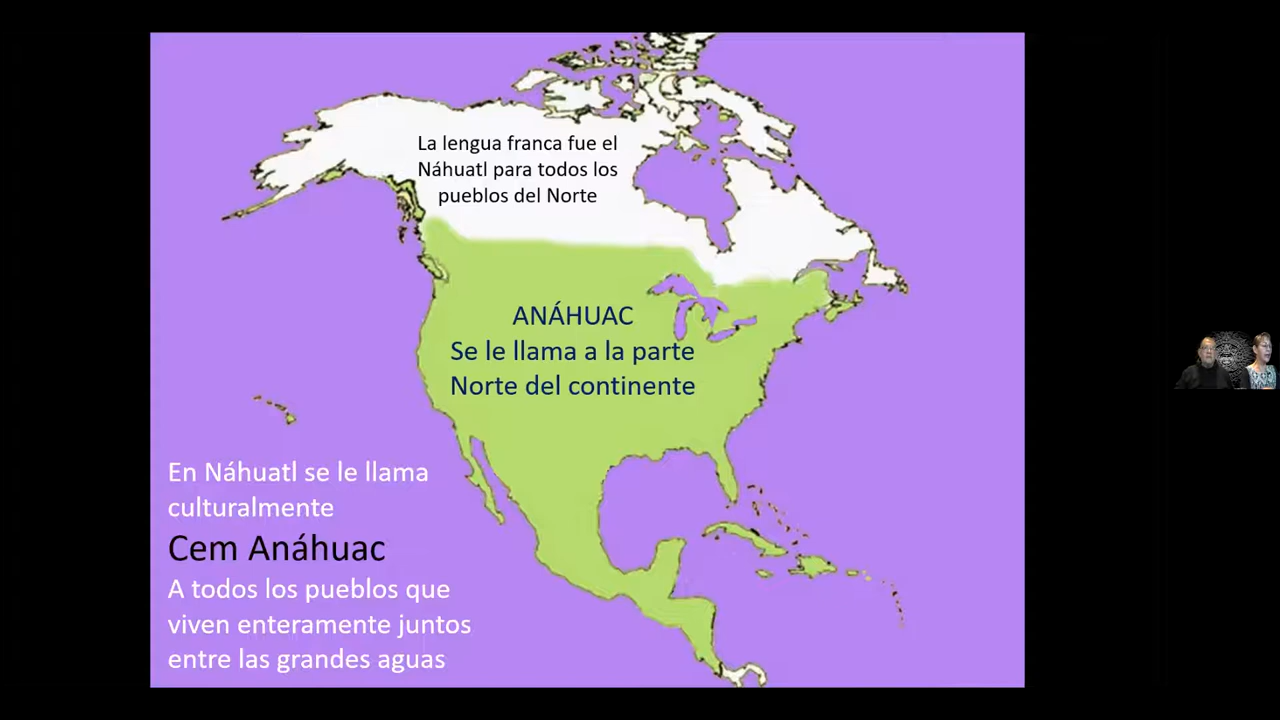 La lengua franca fue el
Náhuatl para todos los
pueblos del Norte
ANÁHUAC
Se le llama a la parte
Norte del continente
En Náhuatl se le llama
culturalmente
Cem Anáhuac
A todos los pueblos que
viven enteramente juntos
entre las grandes aguas